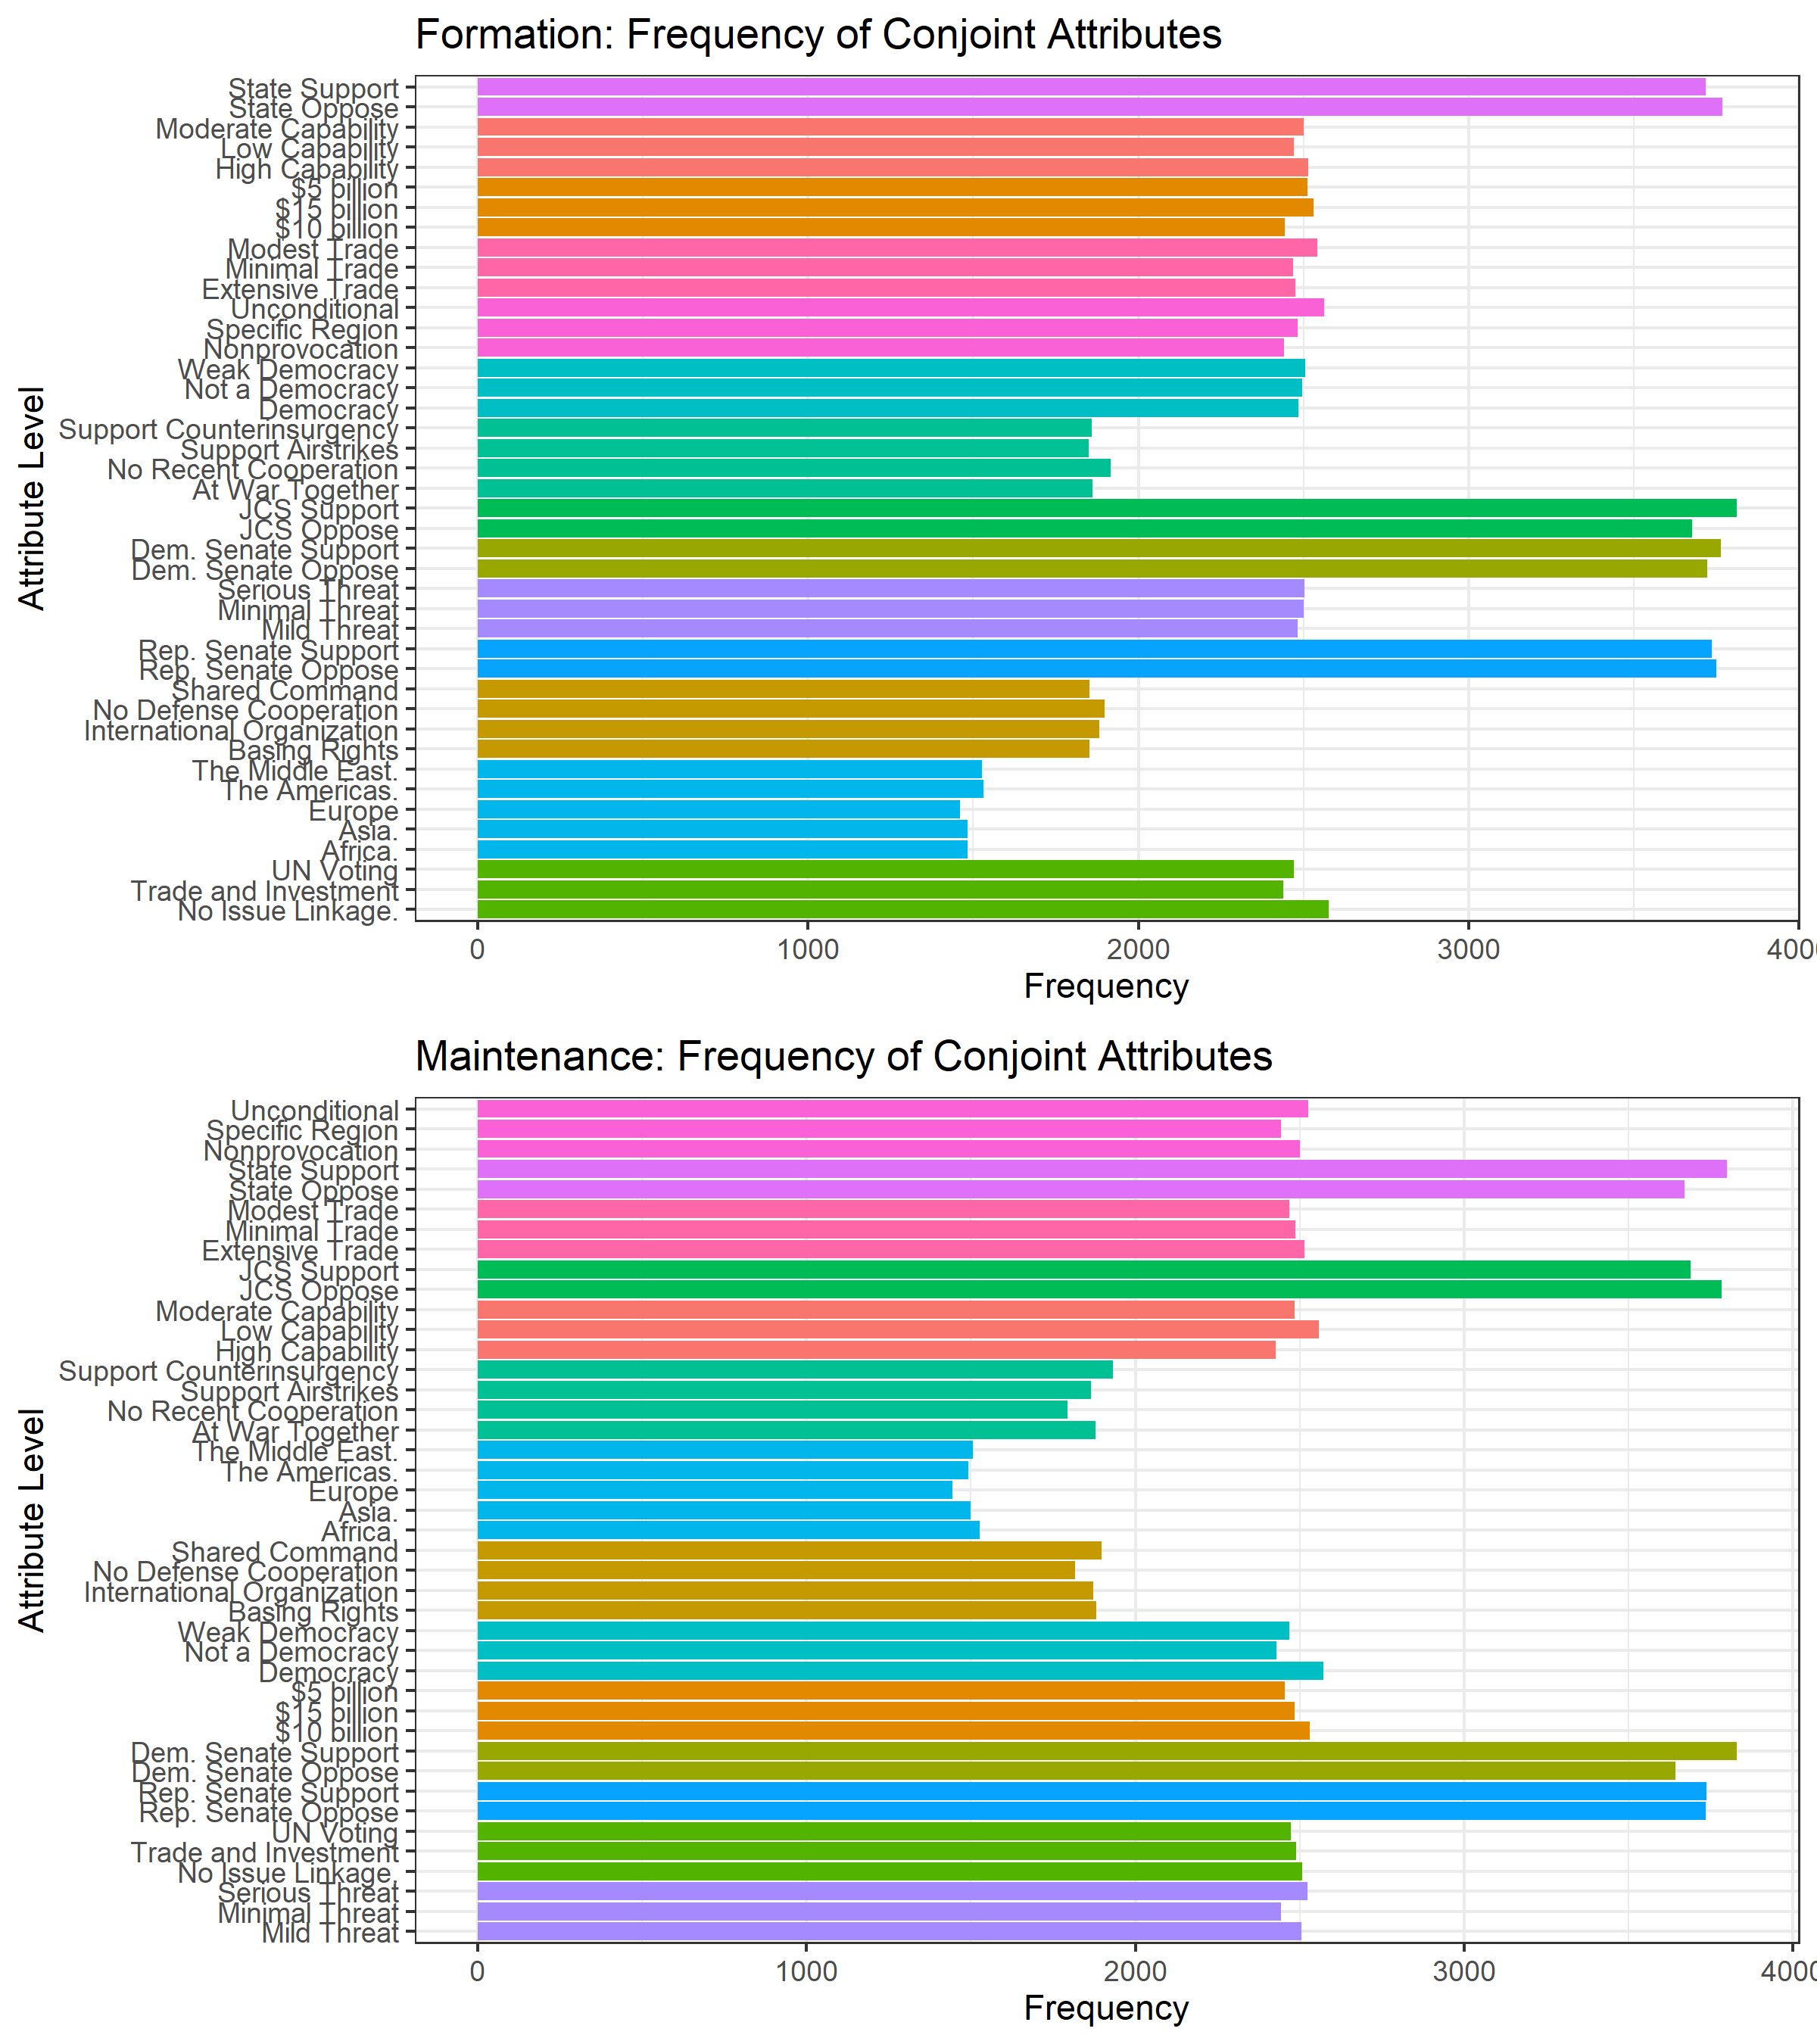 Formation: Frequency of Conjoint Attributes
State Support
State Oppose
Moderate Capability
Low Capability
High Capability
$5 billion
$15 billion
$10 billion
Modest Trade
Minimal Trade
Extensive Trade
Unconditional
Specific Region
Nonprovocation
Weak Democracy
Not a Democracy
Democracy
Support Counterinsurgency
Support Airstrikes
No Recent Cooperation
At War Together
JCS Support
JCS Oppose
Dem. Senate Support
Dem. Senate Oppose
Serious Threat
Minimal Threat
Mild Threat
Rep. Senate Support
Rep. Senate Oppose
Shared Command
No Defense Cooperation
International Organization
Basing Rights
The Middle East.
The Americas.
Europe
Asia.
Africa.
UN Voting
Trade and Investment
No Issue Linkage.
Attribute Level
0 1000 2000 3000 4000
Frequency
Maintenance: Frequency of Conjoint Attributes
Unconditional
Specific Region
Nonprovocation
State Support
State Oppose
Modest Trade
Minimal Trade
Extensive Trade
JCS Support
JCS Oppose
Moderate Capability
Low Capability
High Capability
Support Counterinsurgency
Support Airstrikes
No Recent Cooperation
At War Together
The Middle East.
The Americas.
Europe
Asia.
Africa.
Shared Command
No Defense Cooperation
International Organization
Basing Rights
Weak Democracy
Not a Democracy
Democracy
$5 billion
$15 billion
$10 billion
Dem. Senate Support
Dem. Senate Oppose
Rep. Senate Support
Rep. Senate Oppose
UN Voting
Trade and Investment
No Issue Linkage.
Serious Threat
Minimal Threat
Mild Threat
Attribute Level
0 1000 2000 3000 4000
Frequency